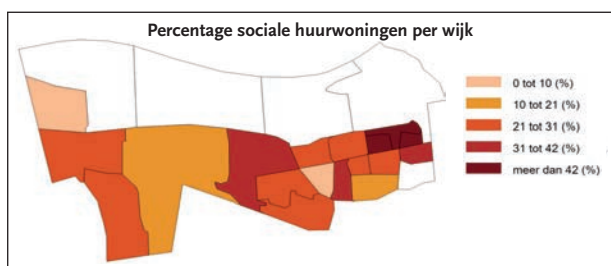 Percentage sociale huurwoningen per wijk
0 tot 10 (%)
10 tot 21 (%)
21 tot 31 (%)
31 tot 42 (%)
meer dan 42 (%)